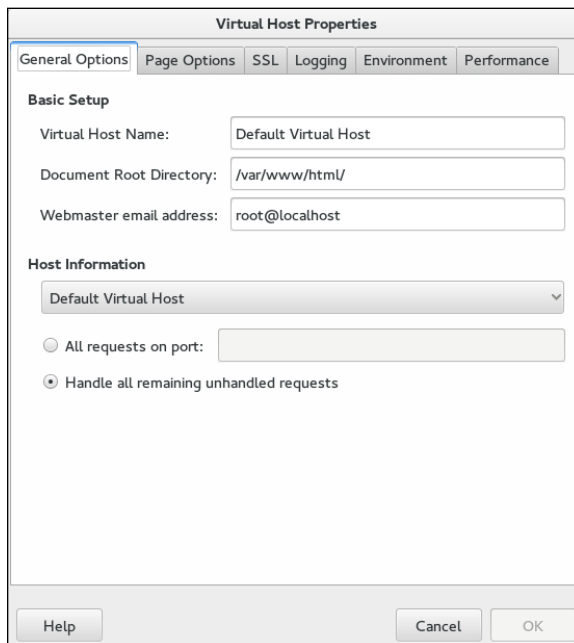 Virtual Host Properties
General Options Page Options SSL Logging Environment Performance
Basic Setup
Virtual Host Name: Default Virtual Host
Document Root Directory: /var/www/html/
Webmaster email address: root@localhost
Host Information
Default Virtual Host
All requests on port:
Handle all remaining unhandled requests
Help Cancel OK